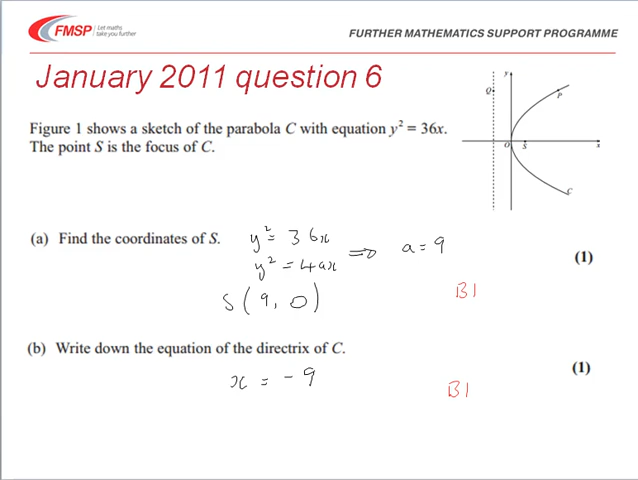 FMSP Let maths take you further
FURTHER MATHEMATICS SUPPORT PROGRAMME
January 2011 question 6
Figure 1 shows a sketch of the parabola C with equation y² = 36x.
The point S is the focus of C.
y
Q
P
O
S
x
C
(a) Find the coordinates of S.
y² = 36x
y² = 4ax
⇒ a = 9
(1)
S (9, 0)
B1
(b) Write down the equation of the directrix of C.
(1)
x = -9
B1